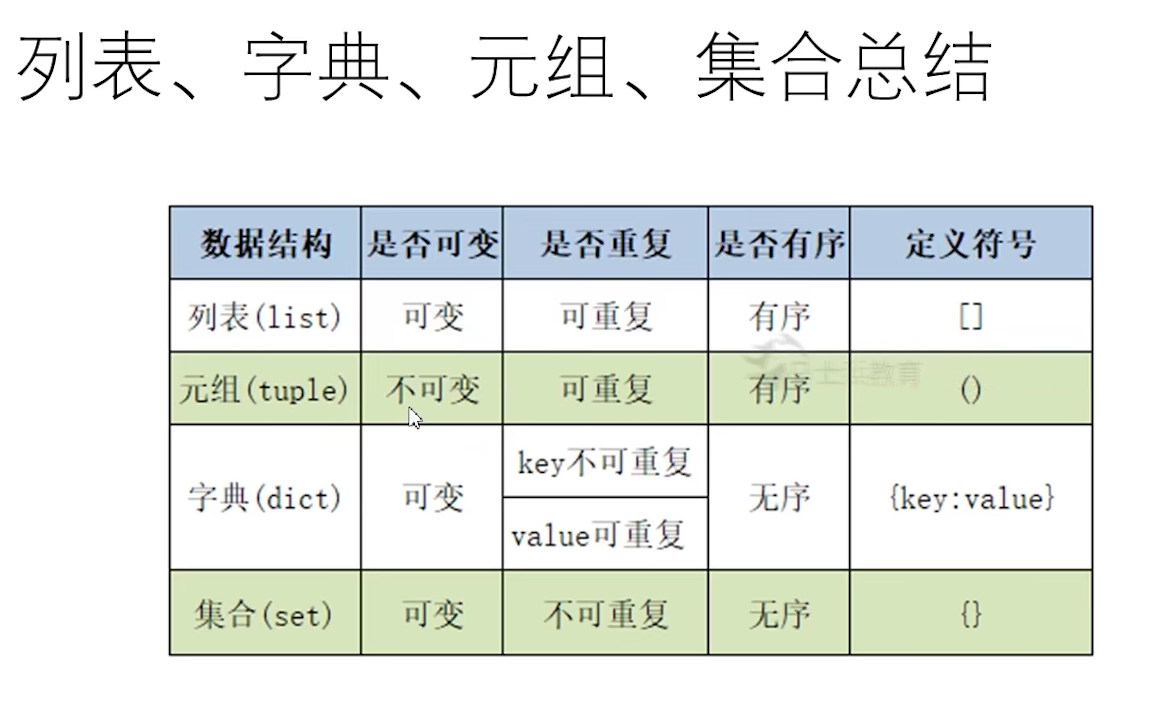 列表、字典、元组、集合总结
数据结构 是否可变 是否重复 是否有序 定义符号
列表(list) 可变 可重复 有序 []
元组(tuple) 不可变 可重复 有序 ()
字典(dict) 可变 key不可重复 无序 {key:value}
value可重复
集合(set) 可变 不可重复 无序 {}